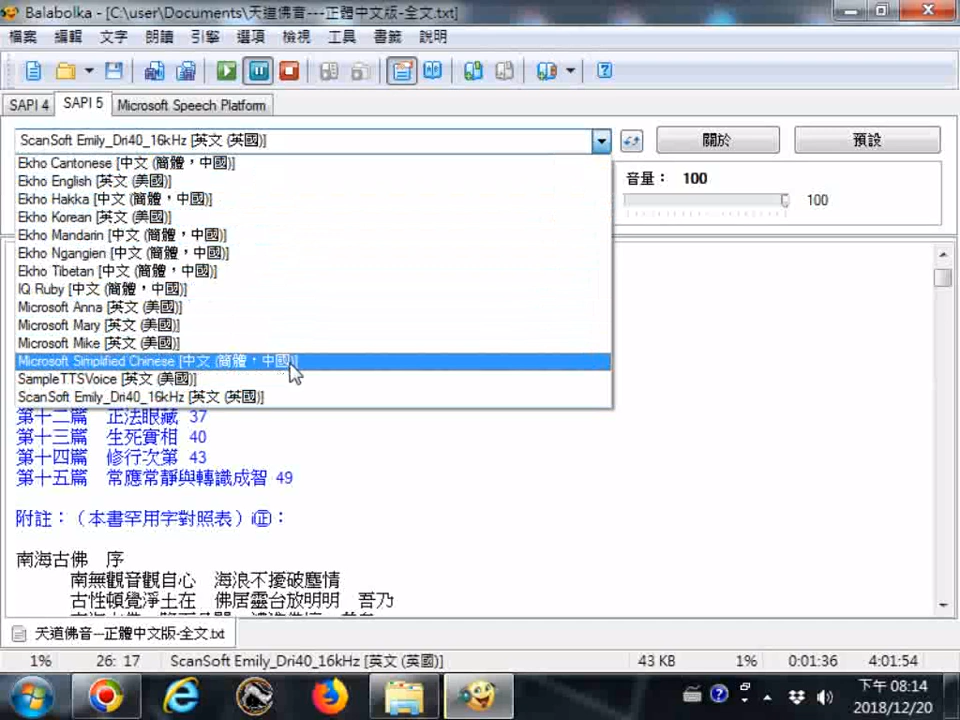 Balabolka - [C:\user\Documents\天道佛音---正體中文版-全文.txt]
檔案 編輯 文字 朗讀 引擎 選項 檢視 工具 書籤 說明
SAPI 4 SAPI 5 Microsoft Speech Platform
ScanSoft Emily_Dri40_16kHz [英文 (英國)] 關於 預設
Ekho Cantonese [中文 (簡體，中國)]
Ekho English [英文 (美國)]
Ekho Hakka [中文 (簡體，中國)]
Ekho Korean [英文 (美國)]
Ekho Mandarin [中文 (簡體，中國)]
Ekho Ngangien [中文 (簡體，中國)]
Ekho Tibetan [中文 (簡體，中國)]
IQ Ruby [中文 (簡體，中國)]
Microsoft Anna [英文 (美國)]
Microsoft Mary [英文 (美國)]
Microsoft Mike [英文 (美國)]
Microsoft Simplified Chinese [中文 (簡體，中國)]
SampleTTSVoice [英文 (美國)]
ScanSoft Emily_Dri40_16kHz [英文 (英國)]
音量： 100
100
第十二篇 正法眼藏 37
第十三篇 生死實相 40
第十四篇 修行次第 43
第十五篇 常應常靜與轉識成智 49
附註：（本書罕用字對照表）㊣：
南海古佛 序
南無觀音觀自心 海浪不擾破塵情
古性頓覺淨土在 佛居靈台放明明 吾乃
天道佛音---正體中文版-全文.txt
1% 26: 17 ScanSoft Emily_Dri40_16kHz [英文 (英國)] 43 KB 1% 0:01:36 4:01:54
下午 08:14
2018/12/20